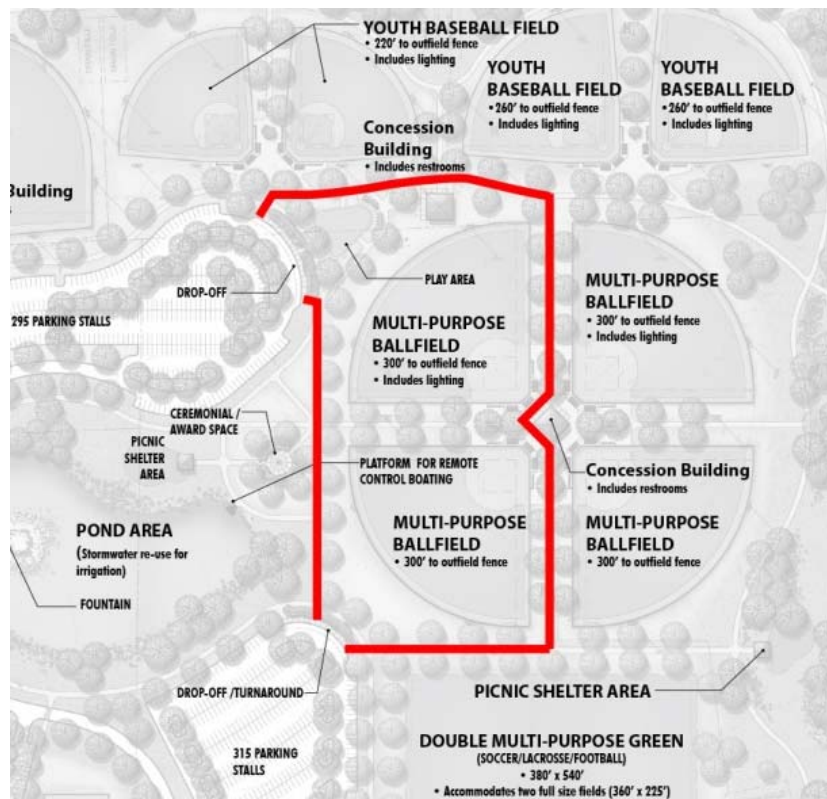 YOUTH BASEBALL FIELD
• 220' to outfield fence
• Includes lighting
YOUTH
BASEBALL FIELD
•260' to outfield fence
• Includes lighting
YOUTH
BASEBALL FIELD
•260' to outfield fence
• Includes lighting
Concession
Building
• Includes restrooms
Building
DROP-OFF
PLAY AREA
295 PARKING STALLS
MULTI-PURPOSE
BALLFIELD
• 300' to outfield fence
• Includes lighting
MULTI-PURPOSE
BALLFIELD
• 300' to outfield fence
• Includes lighting
CEREMONIAL /
AWARD SPACE
PICNIC
SHELTER
AREA
PLATFORM FOR REMOTE
CONTROL BOATING
Concession Building
• Includes restrooms
POND AREA
(Stormwater re-use for
irrigation)
FOUNTAIN
MULTI-PURPOSE
BALLFIELD
• 300' to outfield fence
MULTI-PURPOSE
BALLFIELD
• 300' to outfield fence
DROP-OFF /TURNAROUND
PICNIC SHELTER AREA
315 PARKING
STALLS
DOUBLE MULTI-PURPOSE GREEN
(SOCCER/LACROSSE/FOOTBALL)
• 380' x 540'
• Accommodates two full size fields (360' x 225')